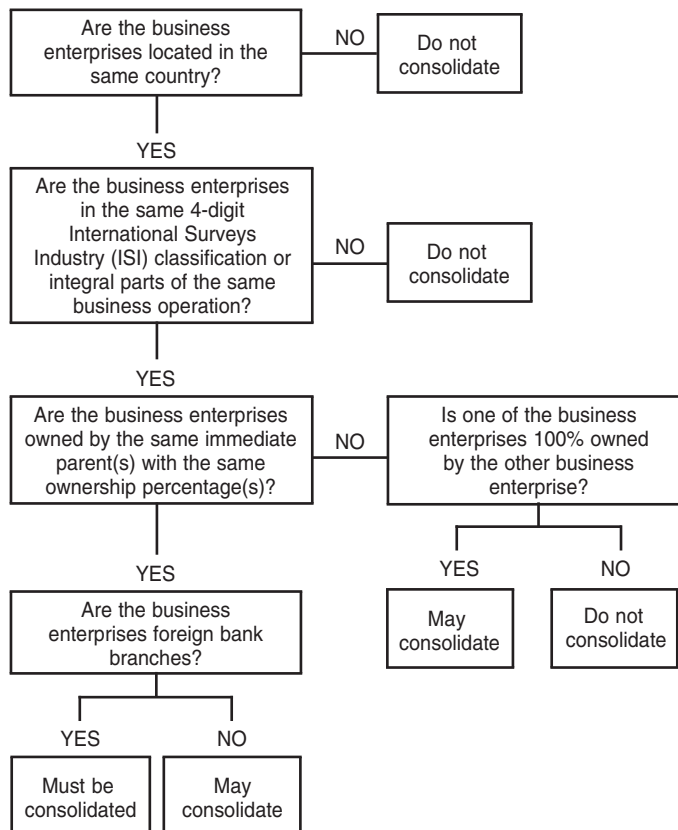 Are the business
enterprises located in the
same country?
NO
Do not
consolidate
YES
Are the business enterprises
in the same 4-digit
International Surveys
Industry (ISI) classification or
integral parts of the same
business operation?
NO
Do not
consolidate
YES
Are the business enterprises
owned by the same immediate
parent(s) with the same
ownership percentage(s)?
NO
Is one of the business
enterprises 100% owned
by the other business
enterprise?
YES
NO
May
consolidate
Do not
consolidate
YES
Are the business
enterprises foreign bank
branches?
YES
NO
Must be
consolidated
May
consolidate